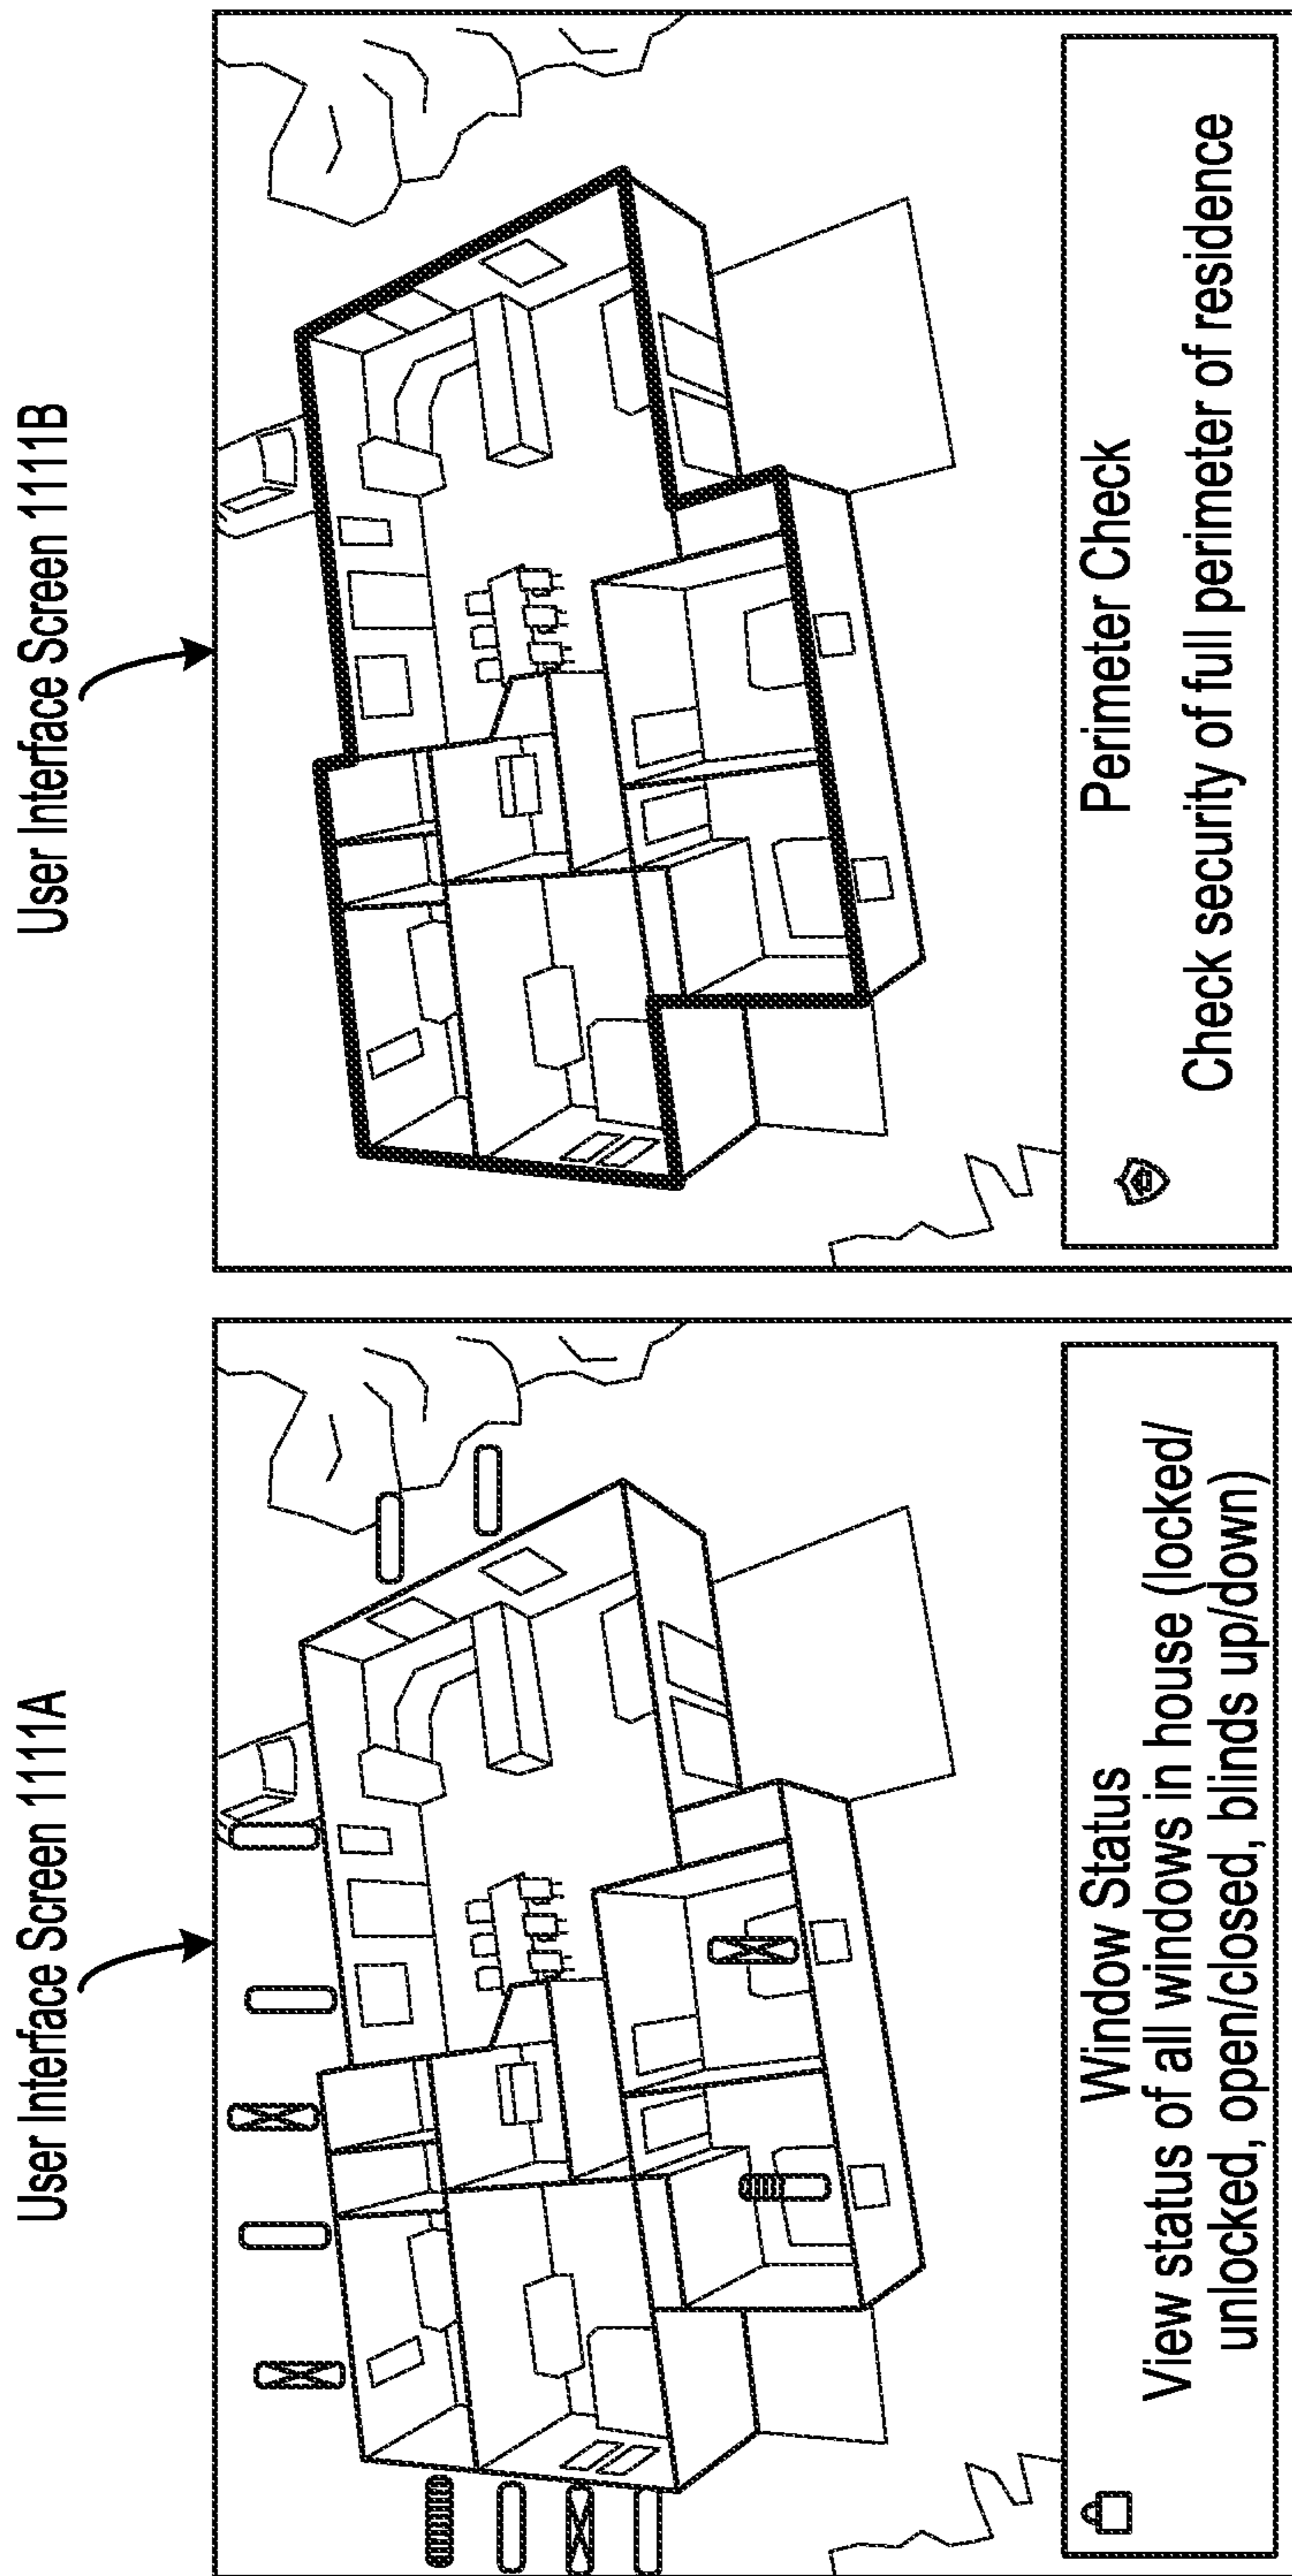 User Interface Screen 1111A
Window Status
View status of all windows in house (locked/
unlocked, open/closed, blinds up/down)
User Interface Screen 1111B
Perimeter Check
Check security of full perimeter of residence